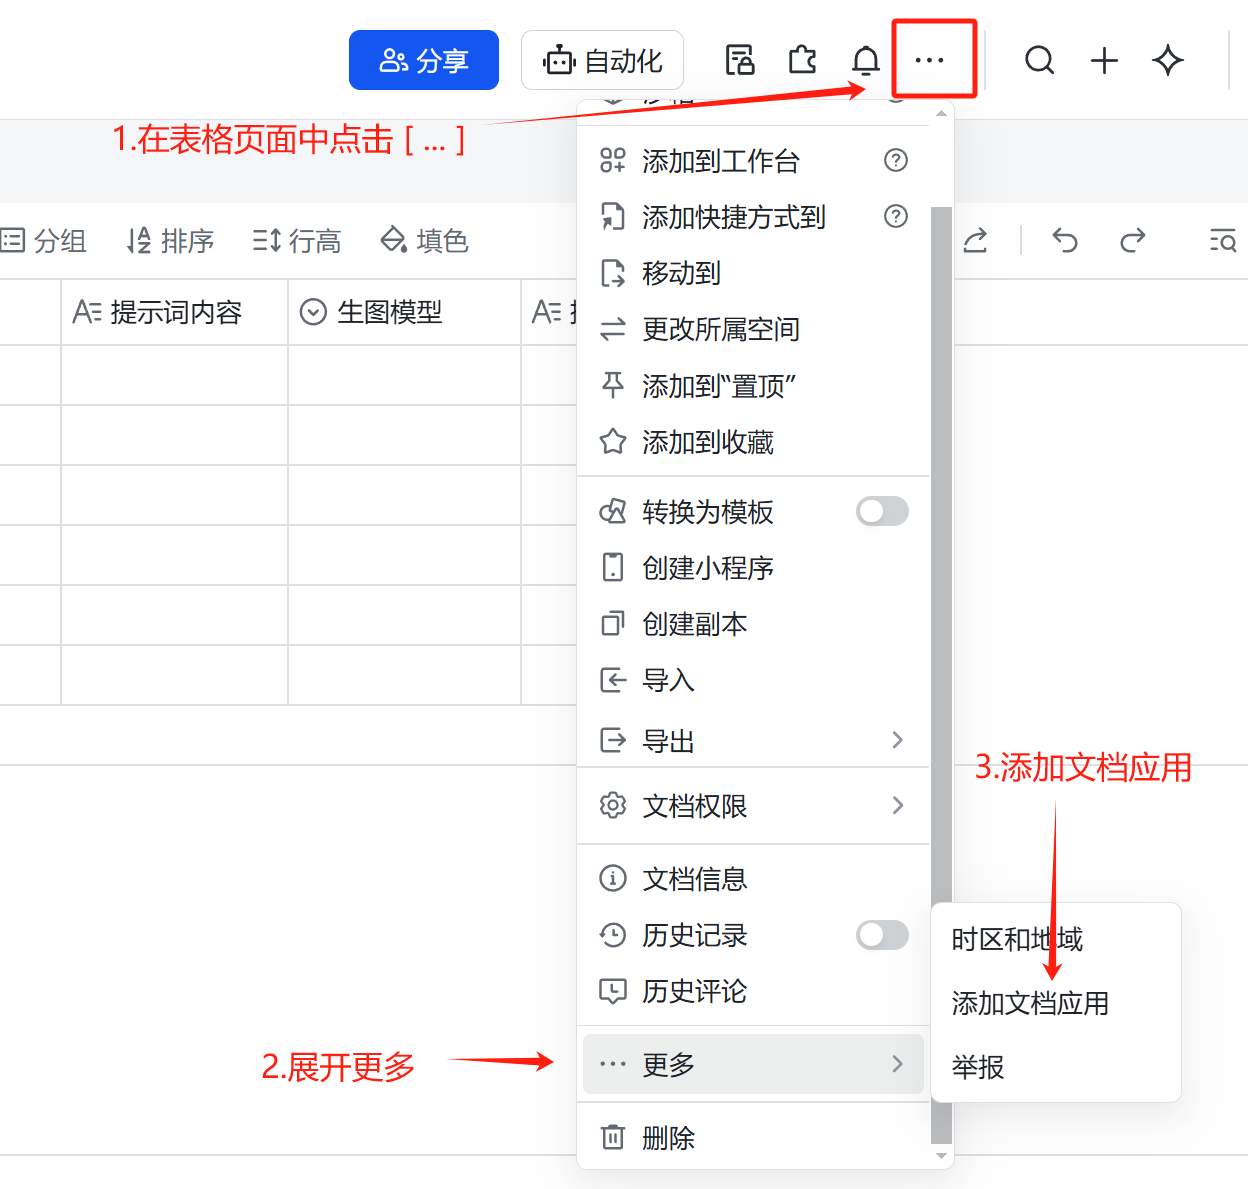 分享
自动化
1.在表格页面中点击 [ ... ]
添加到工作台
添加快捷方式到
分组
排序
行高
填色
移动到
提示词内容
生图模型
更改所属空间
添加到“置顶”
添加到收藏
转换为模板
创建小程序
创建副本
导入
导出
3.添加文档应用
文档权限
文档信息
历史记录
时区和地域
历史评论
添加文档应用
2.展开更多
更多
举报
删除